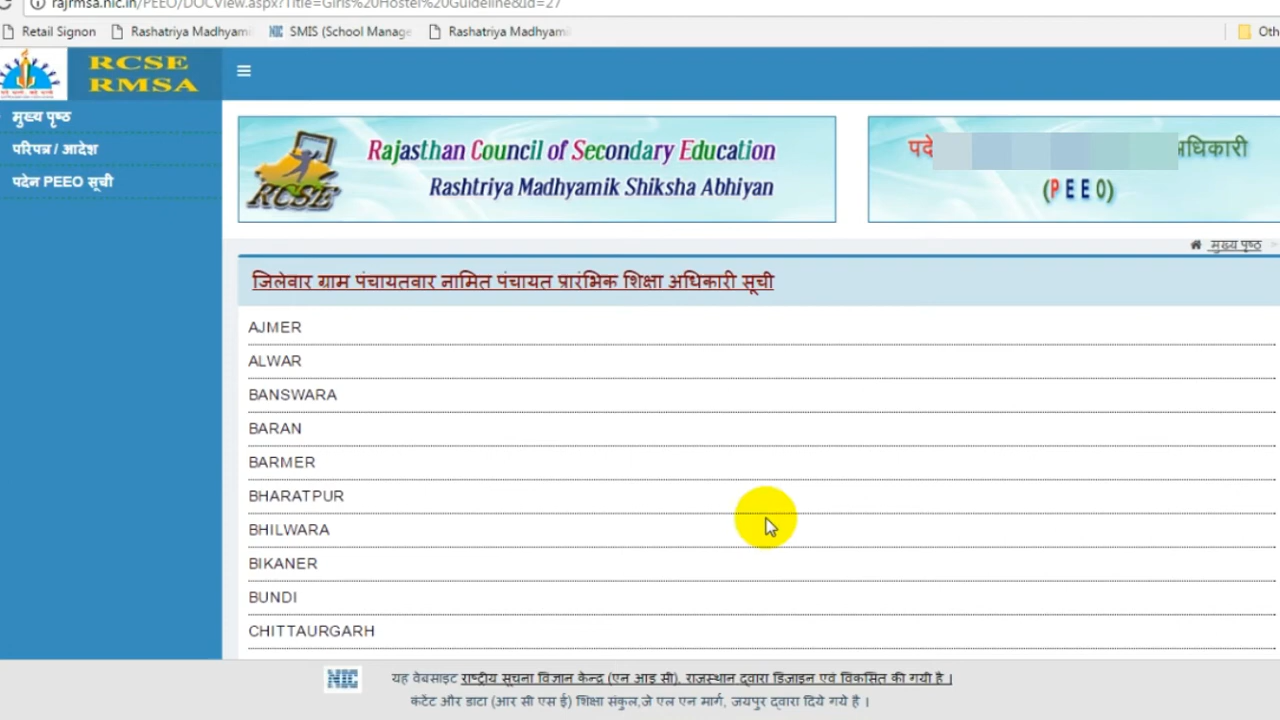 rajrmsa.nic.in/PEEO/DOCView.aspx?Title=Girls%20Hostel%20Guideline&id=27
Retail Signon Rashatriya Madhyami SMIS (School Manage Rashatriya Madhyami Oth
RCSE
RMSA
मुख्य पृष्ठ
परिपत्र / आदेश
पदेन PEEO सूची
Rajasthan Council of Secondary Education
Rashtriya Madhyamik Shiksha Abhiyan
RCSE
(PEEO)
मुख्य पृष्ठ
जिलेवार ग्राम पंचायतवार नामित पंचायत प्रारंभिक शिक्षा अधिकारी सूची
AJMER
ALWAR
BANSWARA
BARAN
BARMER
BHARATPUR
BHILWARA
BIKANER
BUNDI
CHITTAURGARH
NIC
यह वेबसाइट राष्ट्रीय सूचना विज्ञान केन्द्र (एन आइ सी), राजस्थान द्वारा डिजाइन एवं विकसित की गयी है ।
कंटेंट और डाटा (आर सी एस ई) शिक्षा संकुल,जे एल एन मार्ग, जयपुर द्वारा दिये गये है ।